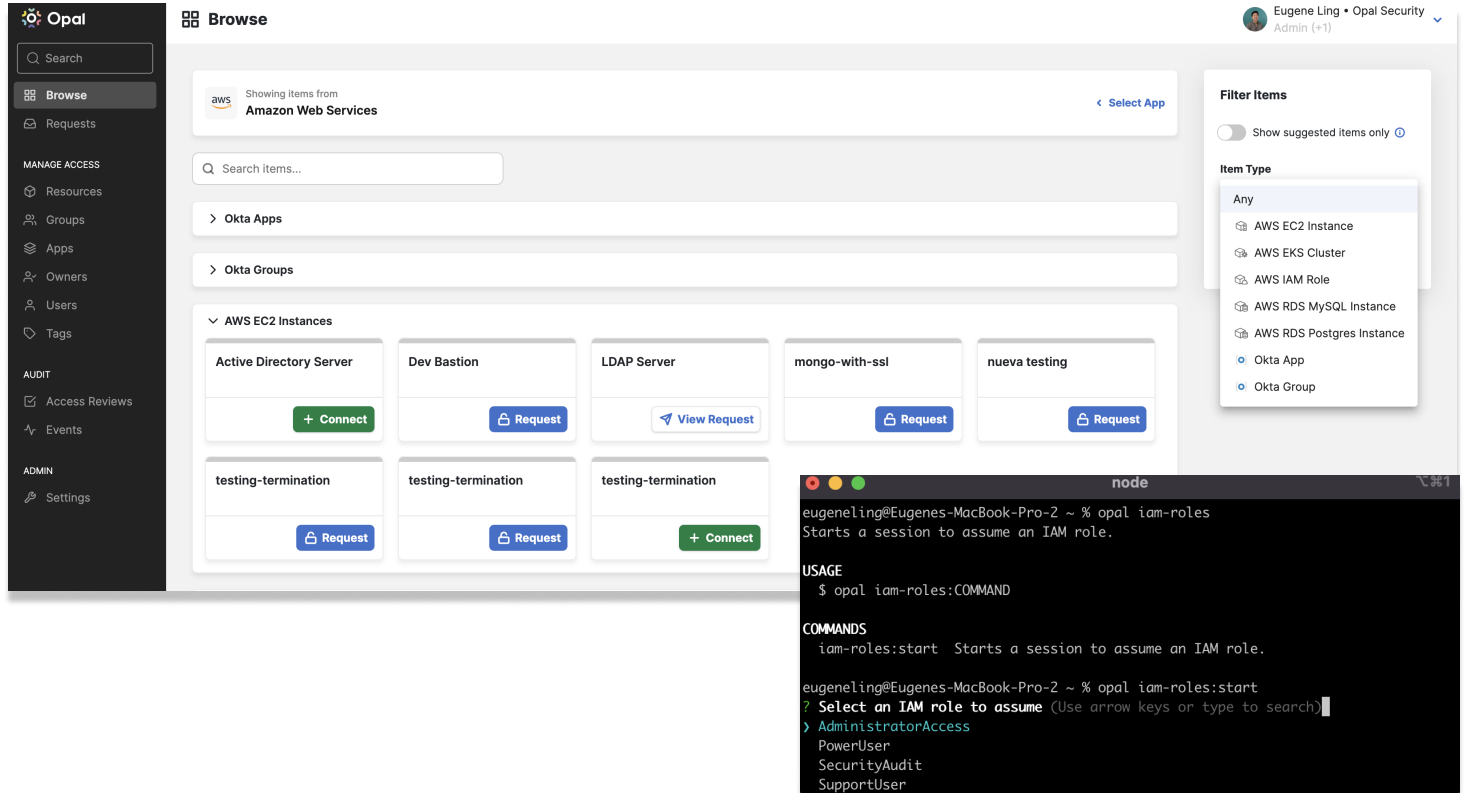 Opal
Search
Browse
Requests
MANAGE ACCESS
Resources
Groups
Apps
Owners
Users
Tags
AUDIT
Access Reviews
Events
ADMIN
Settings
Browse
Eugene Ling • Opal Security
Admin (+1)
aws
Showing items from
Amazon Web Services
Select App
Search items...
Okta Apps
Okta Groups
AWS EC2 Instances
Active Directory Server
+ Connect
Dev Bastion
Request
LDAP Server
View Request
mongo-with-ssl
Request
nueva testing
Request
testing-termination
Request
testing-termination
Request
testing-termination
+ Connect
Filter Items
Show suggested items only
Item Type
Any
AWS EC2 Instance
AWS EKS Cluster
AWS IAM Role
AWS RDS MySQL Instance
AWS RDS Postgres Instance
Okta App
Okta Group
node
⌥⌘1
eugeneling@Eugenes-MacBook-Pro-2 ~ % opal iam-roles
Starts a session to assume an IAM role.
USAGE
$ opal iam-roles:COMMAND
COMMANDS
iam-roles:start  Starts a session to assume an IAM role.
eugeneling@Eugenes-MacBook-Pro-2 ~ % opal iam-roles:start
? Select an IAM role to assume (Use arrow keys or type to search)
❯ AdministratorAccess
PowerUser
SecurityAudit
SupportUser